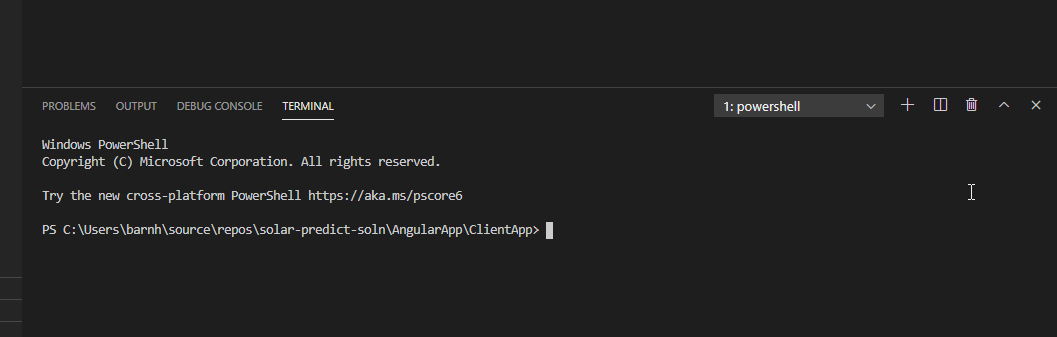 PROBLEMS OUTPUT DEBUG CONSOLE TERMINAL 1: powershell
Windows PowerShell
Copyright (C) Microsoft Corporation. All rights reserved.
Try the new cross-platform PowerShell https://aka.ms/pscore6
PS C:\Users\barnh\source\repos\solar-predict-soln\AngularApp\ClientApp>